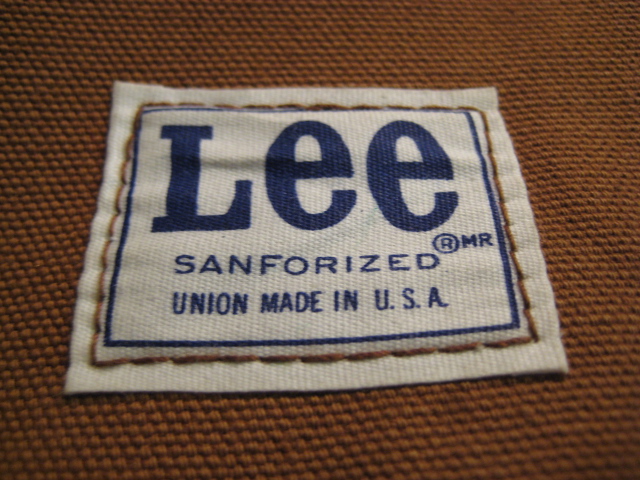 Lee
® MR
SANFORIZED
UNION MADE IN U.S.A.